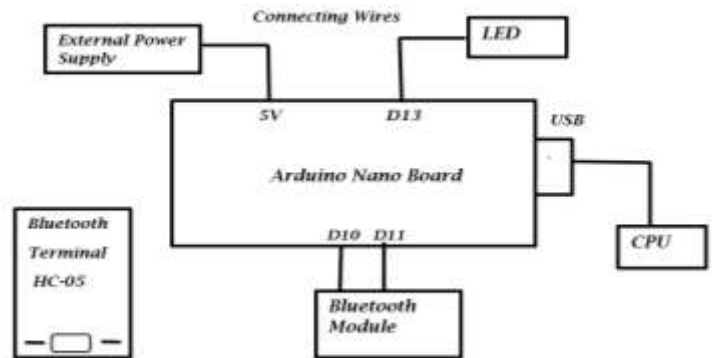 Connecting Wires
External Power
Supply
LED
5V
D13
USB
Arduino Nano Board
D10
D11
CPU
Bluetooth
Terminal
HC-05
Bluetooth
Module